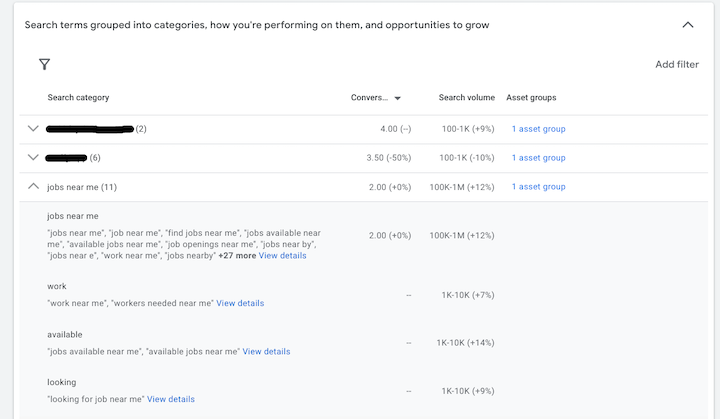 Search terms grouped into categories, how you're performing on them, and opportunities to grow
Add filter
Search category Convers... Search volume Asset groups
(2) 4.00 (--) 100-1K (+9%) 1 asset group
(6) 3.50 (-50%) 100-1K (-10%) 1 asset group
jobs near me (11) 2.00 (+0%) 100K-1M (+12%) 1 asset group
jobs near me
"jobs near me", "job near me", "find jobs near me", "jobs available near
me", "available jobs near me", "job openings near me", "jobs near by", 2.00 (+0%) 100K-1M (+12%)
"jobs near e", "work near me", "jobs nearby" +27 more View details
work
"work near me", "workers needed near me" View details -- 1K-10K (+7%)
available
"jobs available near me", "available jobs near me" View details -- 1K-10K (+14%)
looking
"looking for job near me" View details -- 1K-10K (+9%)